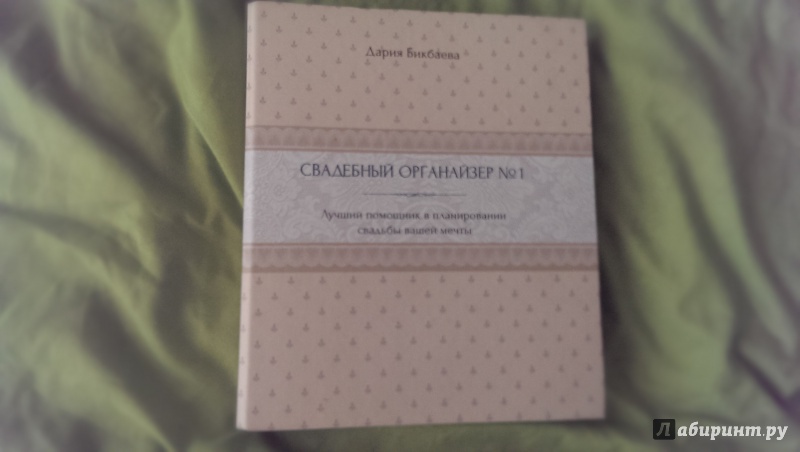 Дария Бикбаева
СВАДЕБНЫЙ ОРГАНАЙЗЕР №1
Лучший помощник в планировании
свадьбы вашей мечты
Лабиринт.ру